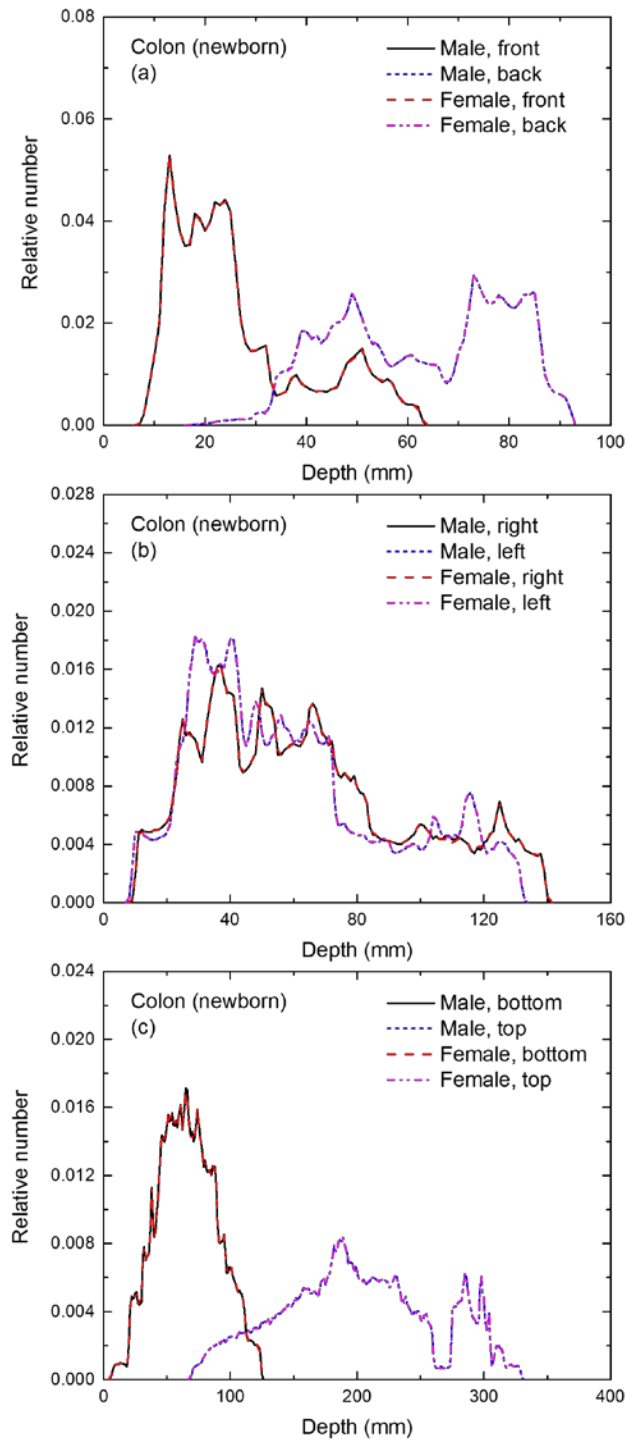 0.08
Colon (newborn)
(a)
Male, front
Male, back
Female, front
Female, back
0.06
0.04
0.02
0.00
Relative number
0 20 40 60 80 100
Depth (mm)
0.028
Colon (newborn)
(b)
Male, right
Male, left
Female, right
Female, left
0.024
0.020
0.016
0.012
0.008
0.004
0.000
Relative number
0 40 80 120 160
Depth (mm)
0.024
Colon (newborn)
(c)
Male, bottom
Male, top
Female, bottom
Female, top
0.020
0.016
0.012
0.008
0.004
0.000
Relative number
0 100 200 300 400
Depth (mm)